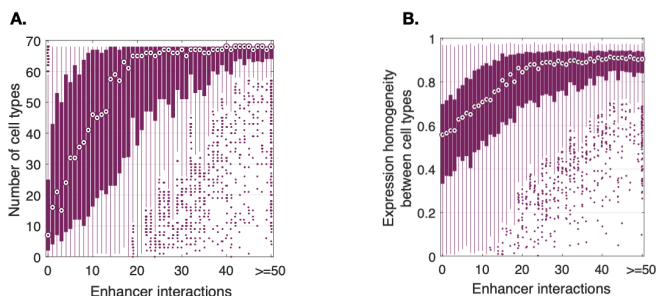 A.
Number of cell types
70
60
50
40
30
20
10
0
0 10 20 30 40 >=50
Enhancer interactions
B.
Expression homogeneity
between cell types
1
0.8
0.6
0.4
0.2
0
0 10 20 30 40 >=50
Enhancer interactions